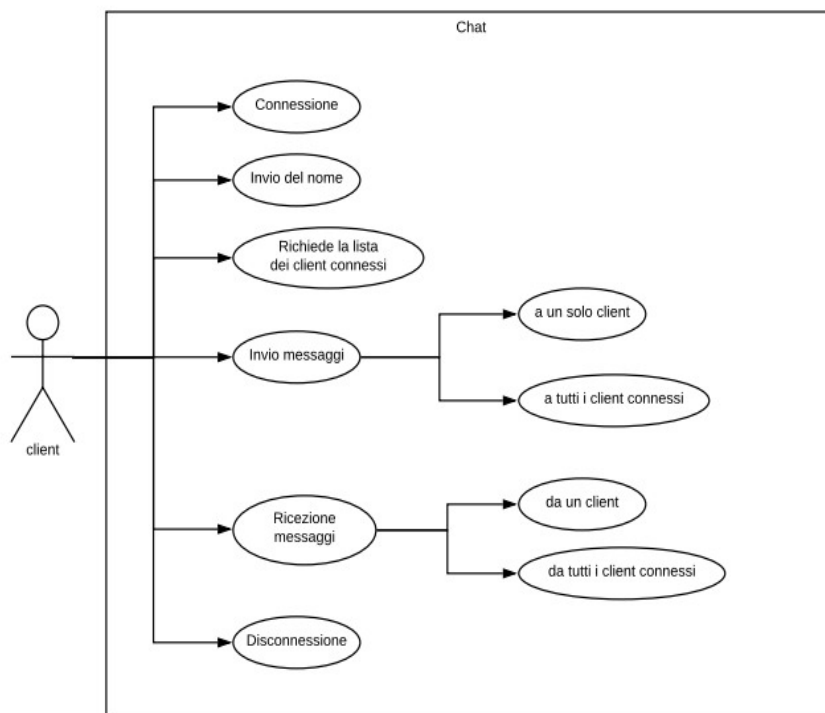 Chat
Connessione
Invio del nome
Richiede la lista
dei client connessi
a un solo client
Invio messaggi
a tutti i client connessi
client
da un client
Ricezione
messaggi
da tutti i client connessi
Disconnessione